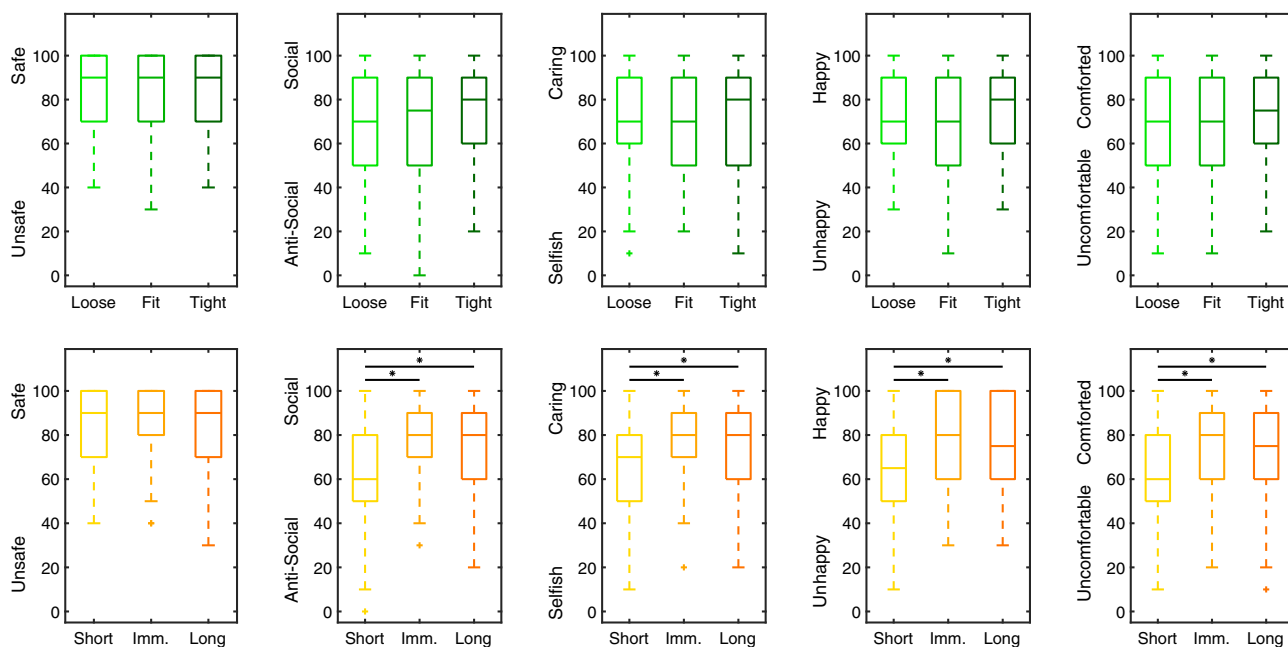 Safe
Unsafe
100
80
60
40
20
0
Loose Fit Tight
Social
Anti-Social
100
80
60
40
20
0
Loose Fit Tight
Caring
Selfish
100
80
60
40
20
0
Loose Fit Tight
Happy
Unhappy
100
80
60
40
20
0
Loose Fit Tight
Comforted
Uncomfortable
100
80
60
40
20
0
Loose Fit Tight
Safe
Unsafe
100
80
60
40
20
0
Short Imm. Long
Social
Anti-Social
100
80
60
40
20
0
*
*
Short Imm. Long
Caring
Selfish
100
80
60
40
20
0
*
*
Short Imm. Long
Happy
Unhappy
100
80
60
40
20
0
*
*
Short Imm. Long
Comforted
Uncomfortable
100
80
60
40
20
0
*
*
Short Imm. Long